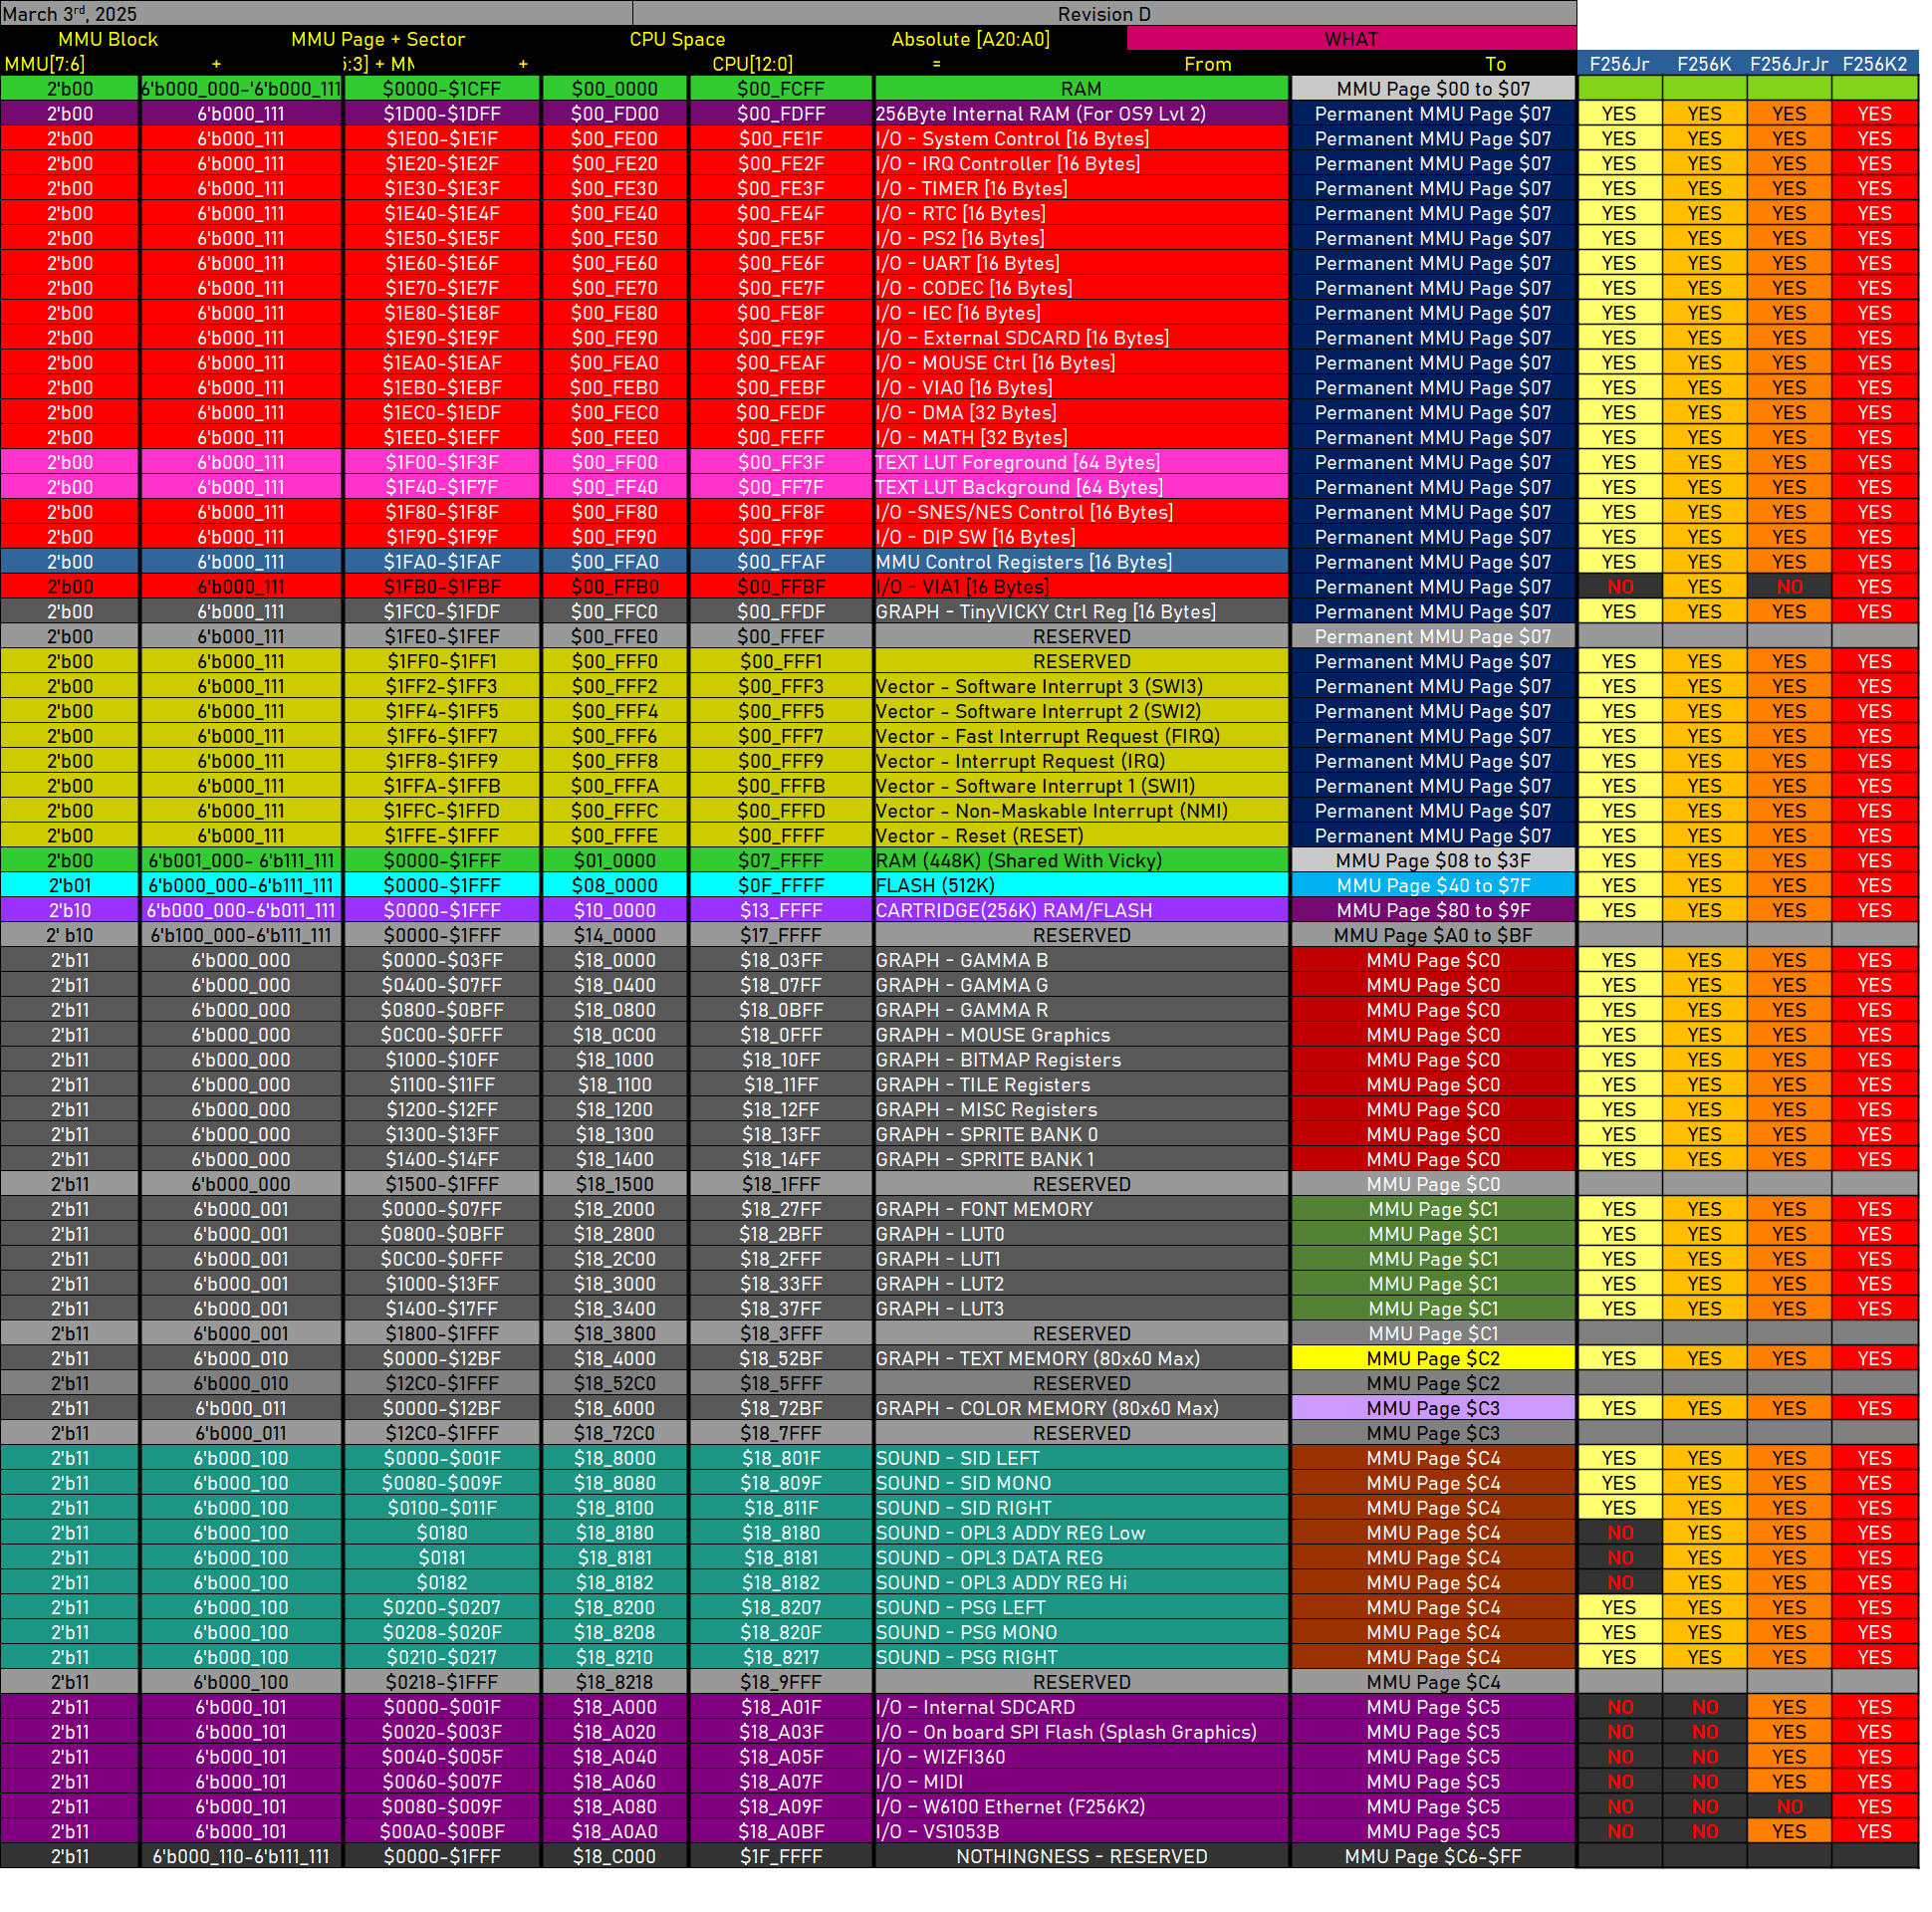 March 3rd, 2025 Revision D
MMU Block MMU Page + Sector CPU Space Absolute [A20:A0] WHAT
MMU[7:6] + 5:3] + MM + CPU[12:0] = From To F256Jr F256K F256JrJr F256K2
2'b00 6'b000_000-'6'b000_111 $0000-$1CFF $00_0000 $00_FCFF RAM MMU Page $00 to $07
2'b00 6'b000_111 $1D00-$1DFF $00_FD00 $00_FDFF 256Byte Internal RAM (For OS9 Lvl 2) Permanent MMU Page $07 YES YES YES YES
2'b00 6'b000_111 $1E00-$1E1F $00_FE00 $00_FE1F I/O - System Control [16 Bytes] Permanent MMU Page $07 YES YES YES YES
2'b00 6'b000_111 $1E20-$1E2F $00_FE20 $00_FE2F I/O - IRQ Controller [16 Bytes] Permanent MMU Page $07 YES YES YES YES
2'b00 6'b000_111 $1E30-$1E3F $00_FE30 $00_FE3F I/O - TIMER [16 Bytes] Permanent MMU Page $07 YES YES YES YES
2'b00 6'b000_111 $1E40-$1E4F $00_FE40 $00_FE4F I/O - RTC [16 Bytes] Permanent MMU Page $07 YES YES YES YES
2'b00 6'b000_111 $1E50-$1E5F $00_FE50 $00_FE5F I/O - PS2 [16 Bytes] Permanent MMU Page $07 YES YES YES YES
2'b00 6'b000_111 $1E60-$1E6F $00_FE60 $00_FE6F I/O - UART [16 Bytes] Permanent MMU Page $07 YES YES YES YES
2'b00 6'b000_111 $1E70-$1E7F $00_FE70 $00_FE7F I/O - CODEC [16 Bytes] Permanent MMU Page $07 YES YES YES YES
2'b00 6'b000_111 $1E80-$1E8F $00_FE80 $00_FE8F I/O - IEC [16 Bytes] Permanent MMU Page $07 YES YES YES YES
2'b00 6'b000_111 $1E90-$1E9F $00_FE90 $00_FE9F I/O - External SDCARD [16 Bytes] Permanent MMU Page $07 YES YES YES YES
2'b00 6'b000_111 $1EA0-$1EAF $00_FEA0 $00_FEAF I/O - MOUSE Ctrl [16 Bytes] Permanent MMU Page $07 YES YES YES YES
2'b00 6'b000_111 $1EB0-$1EBF $00_FEB0 $00_FEBF I/O - VIA0 [16 Bytes] Permanent MMU Page $07 YES YES YES YES
2'b00 6'b000_111 $1EC0-$1EDF $00_FEC0 $00_FEDF I/O - DMA [32 Bytes] Permanent MMU Page $07 YES YES YES YES
2'b00 6'b000_111 $1EE0-$1EFF $00_FEE0 $00_FEFF I/O - MATH [32 Bytes] Permanent MMU Page $07 YES YES YES YES
2'b00 6'b000_111 $1F00-$1F3F $00_FF00 $00_FF3F TEXT LUT Foreground [64 Bytes] Permanent MMU Page $07 YES YES YES YES
2'b00 6'b000_111 $1F40-$1F7F $00_FF40 $00_FF7F TEXT LUT Background [64 Bytes] Permanent MMU Page $07 YES YES YES YES
2'b00 6'b000_111 $1F80-$1F8F $00_FF80 $00_FF8F I/O -SNES/NES Control [16 Bytes] Permanent MMU Page $07 YES YES YES YES
2'b00 6'b000_111 $1F90-$1F9F $00_FF90 $00_FF9F I/O - DIP SW [16 Bytes] Permanent MMU Page $07 YES YES YES YES
2'b00 6'b000_111 $1FA0-$1FAF $00_FFA0 $00_FFAF MMU Control Registers [16 Bytes] Permanent MMU Page $07 YES YES YES YES
2'b00 6'b000_111 $1FB0-$1FBF $00_FFB0 $00_FFBF I/O - VIA1 [16 Bytes] Permanent MMU Page $07 NO YES NO YES
2'b00 6'b000_111 $1FC0-$1FDF $00_FFC0 $00_FFDF GRAPH - TinyVICKY Ctrl Reg [16 Bytes] Permanent MMU Page $07 YES YES YES YES
2'b00 6'b000_111 $1FE0-$1FEF $00_FFE0 $00_FFEF RESERVED Permanent MMU Page $07
2'b00 6'b000_111 $1FF0-$1FF1 $00_FFF0 $00_FFF1 RESERVED Permanent MMU Page $07 YES YES YES YES
2'b00 6'b000_111 $1FF2-$1FF3 $00_FFF2 $00_FFF3 Vector - Software Interrupt 3 (SWI3) Permanent MMU Page $07 YES YES YES YES
2'b00 6'b000_111 $1FF4-$1FF5 $00_FFF4 $00_FFF5 Vector - Software Interrupt 2 (SWI2) Permanent MMU Page $07 YES YES YES YES
2'b00 6'b000_111 $1FF6-$1FF7 $00_FFF6 $00_FFF7 Vector - Fast Interrupt Request (FIRQ) Permanent MMU Page $07 YES YES YES YES
2'b00 6'b000_111 $1FF8-$1FF9 $00_FFF8 $00_FFF9 Vector - Interrupt Request (IRQ) Permanent MMU Page $07 YES YES YES YES
2'b00 6'b000_111 $1FFA-$1FFB $00_FFFA $00_FFFB Vector - Software Interrupt 1 (SWI1) Permanent MMU Page $07 YES YES YES YES
2'b00 6'b000_111 $1FFC-$1FFD $00_FFFC $00_FFFD Vector - Non-Maskable Interrupt (NMI) Permanent MMU Page $07 YES YES YES YES
2'b00 6'b000_111 $1FFE-$1FFF $00_FFFE $00_FFFF Vector - Reset (RESET) Permanent MMU Page $07 YES YES YES YES
2'b00 6'b001_000- 6'b111_111 $0000-$1FFF $01_0000 $07_FFFF RAM (448K) (Shared With Vicky) MMU Page $08 to $3F YES YES YES YES
2'b01 6'b000_000-6'b111_111 $0000-$1FFF $08_0000 $0F_FFFF FLASH (512K) MMU Page $40 to $7F YES YES YES YES
2'b10 6'b000_000-6'b011_111 $0000-$1FFF $10_0000 $13_FFFF CARTRIDGE(256K) RAM/FLASH MMU Page $80 to $9F YES YES YES YES
2' b10 6'b100_000-6'b111_111 $0000-$1FFF $14_0000 $17_FFFF RESERVED MMU Page $A0 to $BF
2'b11 6'b000_000 $0000-$03FF $18_0000 $18_03FF GRAPH - GAMMA B MMU Page $C0 YES YES YES YES
2'b11 6'b000_000 $0400-$07FF $18_0400 $18_07FF GRAPH - GAMMA G MMU Page $C0 YES YES YES YES
2'b11 6'b000_000 $0800-$0BFF $18_0800 $18_0BFF GRAPH - GAMMA R MMU Page $C0 YES YES YES YES
2'b11 6'b000_000 $0C00-$0FFF $18_0C00 $18_0FFF GRAPH - MOUSE Graphics MMU Page $C0 YES YES YES YES
2'b11 6'b000_000 $1000-$10FF $18_1000 $18_10FF GRAPH - BITMAP Registers MMU Page $C0 YES YES YES YES
2'b11 6'b000_000 $1100-$11FF $18_1100 $18_11FF GRAPH - TILE Registers MMU Page $C0 YES YES YES YES
2'b11 6'b000_000 $1200-$12FF $18_1200 $18_12FF GRAPH - MISC Registers MMU Page $C0 YES YES YES YES
2'b11 6'b000_000 $1300-$13FF $18_1300 $18_13FF GRAPH - SPRITE BANK 0 MMU Page $C0 YES YES YES YES
2'b11 6'b000_000 $1400-$14FF $18_1400 $18_14FF GRAPH - SPRITE BANK 1 MMU Page $C0 YES YES YES YES
2'b11 6'b000_000 $1500-$1FFF $18_1500 $18_1FFF RESERVED MMU Page $C0
2'b11 6'b000_001 $0000-$07FF $18_2000 $18_27FF GRAPH - FONT MEMORY MMU Page $C1 YES YES YES YES
2'b11 6'b000_001 $0800-$0BFF $18_2800 $18_2BFF GRAPH - LUT0 MMU Page $C1 YES YES YES YES
2'b11 6'b000_001 $0C00-$0FFF $18_2C00 $18_2FFF GRAPH - LUT1 MMU Page $C1 YES YES YES YES
2'b11 6'b000_001 $1000-$13FF $18_3000 $18_33FF GRAPH - LUT2 MMU Page $C1 YES YES YES YES
2'b11 6'b000_001 $1400-$17FF $18_3400 $18_37FF GRAPH - LUT3 MMU Page $C1 YES YES YES YES
2'b11 6'b000_001 $1800-$1FFF $18_3800 $18_3FFF RESERVED MMU Page $C1
2'b11 6'b000_010 $0000-$12BF $18_4000 $18_52BF GRAPH - TEXT MEMORY (80x60 Max) MMU Page $C2 YES YES YES YES
2'b11 6'b000_010 $12C0-$1FFF $18_52C0 $18_5FFF RESERVED MMU Page $C2
2'b11 6'b000_011 $0000-$12BF $18_6000 $18_72BF GRAPH - COLOR MEMORY (80x60 Max) MMU Page $C3 YES YES YES YES
2'b11 6'b000_011 $12C0-$1FFF $18_72C0 $18_7FFF RESERVED MMU Page $C3
2'b11 6'b000_100 $0000-$001F $18_8000 $18_801F SOUND - SID LEFT MMU Page $C4 YES YES YES YES
2'b11 6'b000_100 $0080-$009F $18_8080 $18_809F SOUND - SID MONO MMU Page $C4 YES YES YES YES
2'b11 6'b000_100 $0100-$011F $18_8100 $18_811F SOUND - SID RIGHT MMU Page $C4 YES YES YES YES
2'b11 6'b000_100 $0180 $18_8180 $18_8180 SOUND - OPL3 ADDY REG Low MMU Page $C4 NO YES YES YES
2'b11 6'b000_100 $0181 $18_8181 $18_8181 SOUND - OPL3 DATA REG MMU Page $C4 NO YES YES YES
2'b11 6'b000_100 $0182 $18_8182 $18_8182 SOUND - OPL3 ADDY REG Hi MMU Page $C4 NO YES YES YES
2'b11 6'b000_100 $0200-$0207 $18_8200 $18_8207 SOUND - PSG LEFT MMU Page $C4 YES YES YES YES
2'b11 6'b000_100 $0208-$020F $18_8208 $18_820F SOUND - PSG MONO MMU Page $C4 YES YES YES YES
2'b11 6'b000_100 $0210-$0217 $18_8210 $18_8217 SOUND - PSG RIGHT MMU Page $C4 YES YES YES YES
2'b11 6'b000_100 $0218-$1FFF $18_8218 $18_9FFF RESERVED MMU Page $C4
2'b11 6'b000_101 $0000-$001F $18_A000 $18_A01F I/O - Internal SDCARD MMU Page $C5 NO NO YES YES
2'b11 6'b000_101 $0020-$003F $18_A020 $18_A03F I/O - On board SPI Flash (Splash Graphics) MMU Page $C5 NO NO YES YES
2'b11 6'b000_101 $0040-$005F $18_A040 $18_A05F I/O - WIZFI360 MMU Page $C5 NO NO YES YES
2'b11 6'b000_101 $0060-$007F $18_A060 $18_A07F I/O - MIDI MMU Page $C5 NO NO YES YES
2'b11 6'b000_101 $0080-$009F $18_A080 $18_A09F I/O - W6100 Ethernet (F256K2) MMU Page $C5 NO NO NO YES
2'b11 6'b000_101 $00A0-$00BF $18_A0A0 $18_A0BF I/O - VS1053B MMU Page $C5 NO NO YES YES
2'b11 6'b000_110-6'b111_111 $0000-$1FFF $18_C000 $1F_FFFF NOTHINGNESS - RESERVED MMU Page $C6-$FF